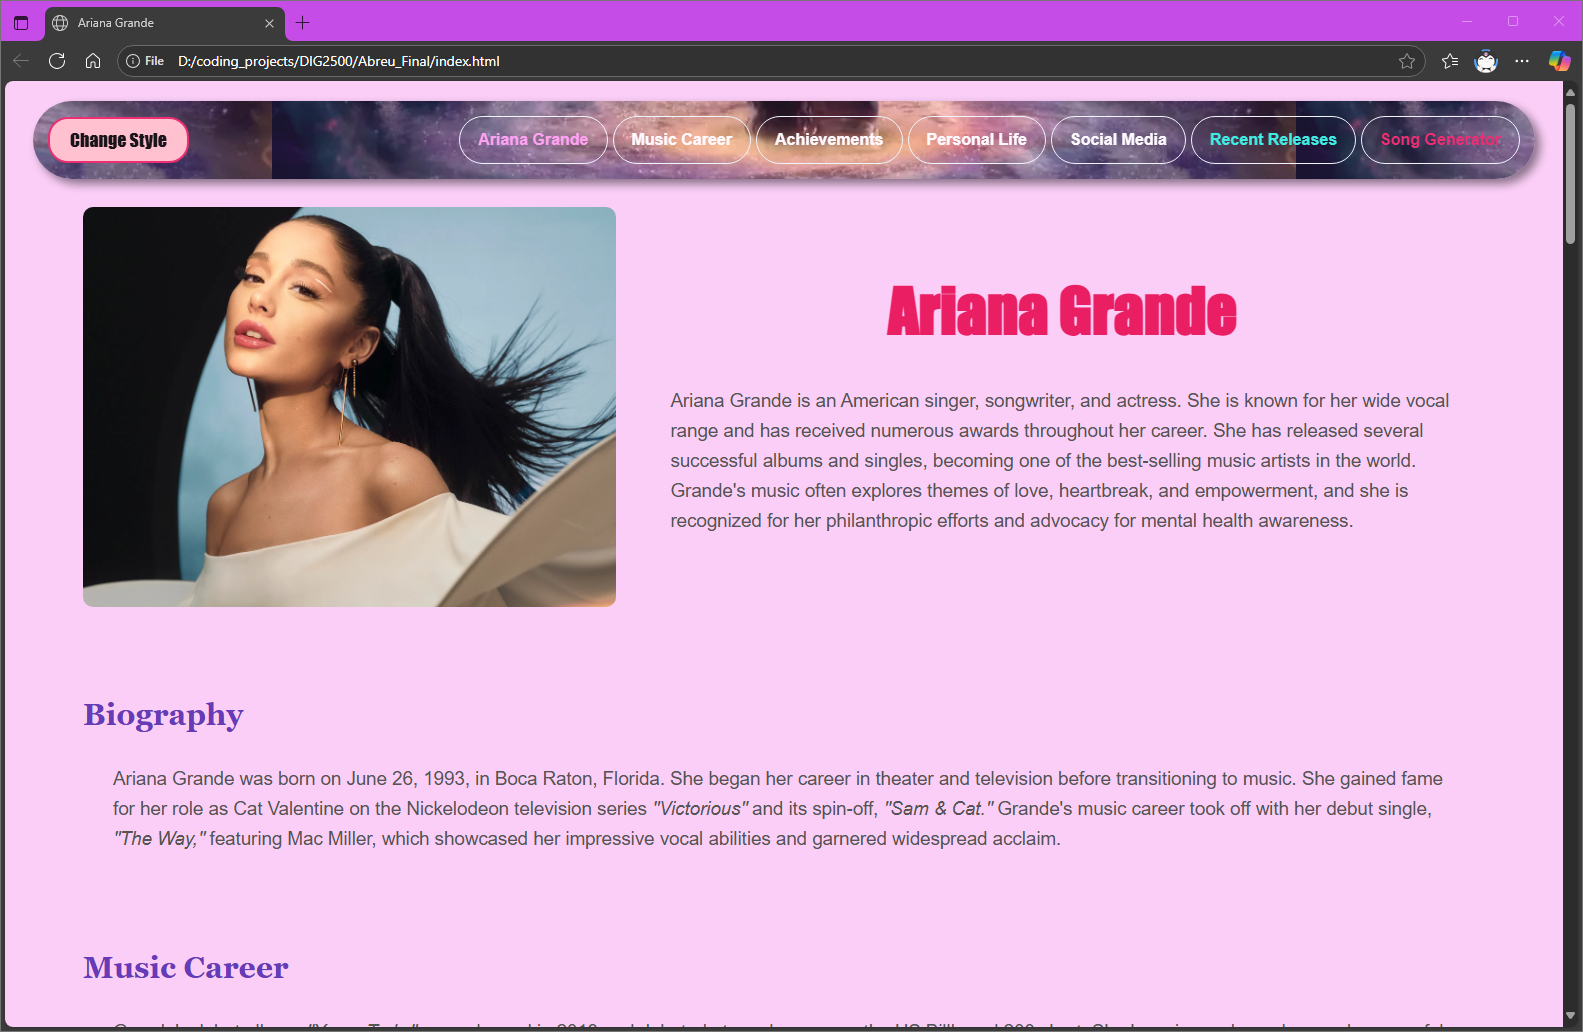 Ariana Grande
File D:/coding_projects/DIG2500/Abreu_Final/index.html
Change Style
Ariana Grande
Music Career
Achievements
Personal Life
Social Media
Recent Releases
Song Generator
Ariana Grande
Ariana Grande is an American singer, songwriter, and actress. She is known for her wide vocal
range and has received numerous awards throughout her career. She has released several
successful albums and singles, becoming one of the best-selling music artists in the world.
Grande's music often explores themes of love, heartbreak, and empowerment, and she is
recognized for her philanthropic efforts and advocacy for mental health awareness.
Biography
Ariana Grande was born on June 26, 1993, in Boca Raton, Florida. She began her career in theater and television before transitioning to music. She gained fame
for her role as Cat Valentine on the Nickelodeon television series "Victorious" and its spin-off, "Sam & Cat." Grande's music career took off with her debut single,
"The Way," featuring Mac Miller, which showcased her impressive vocal abilities and garnered widespread acclaim.
Music Career